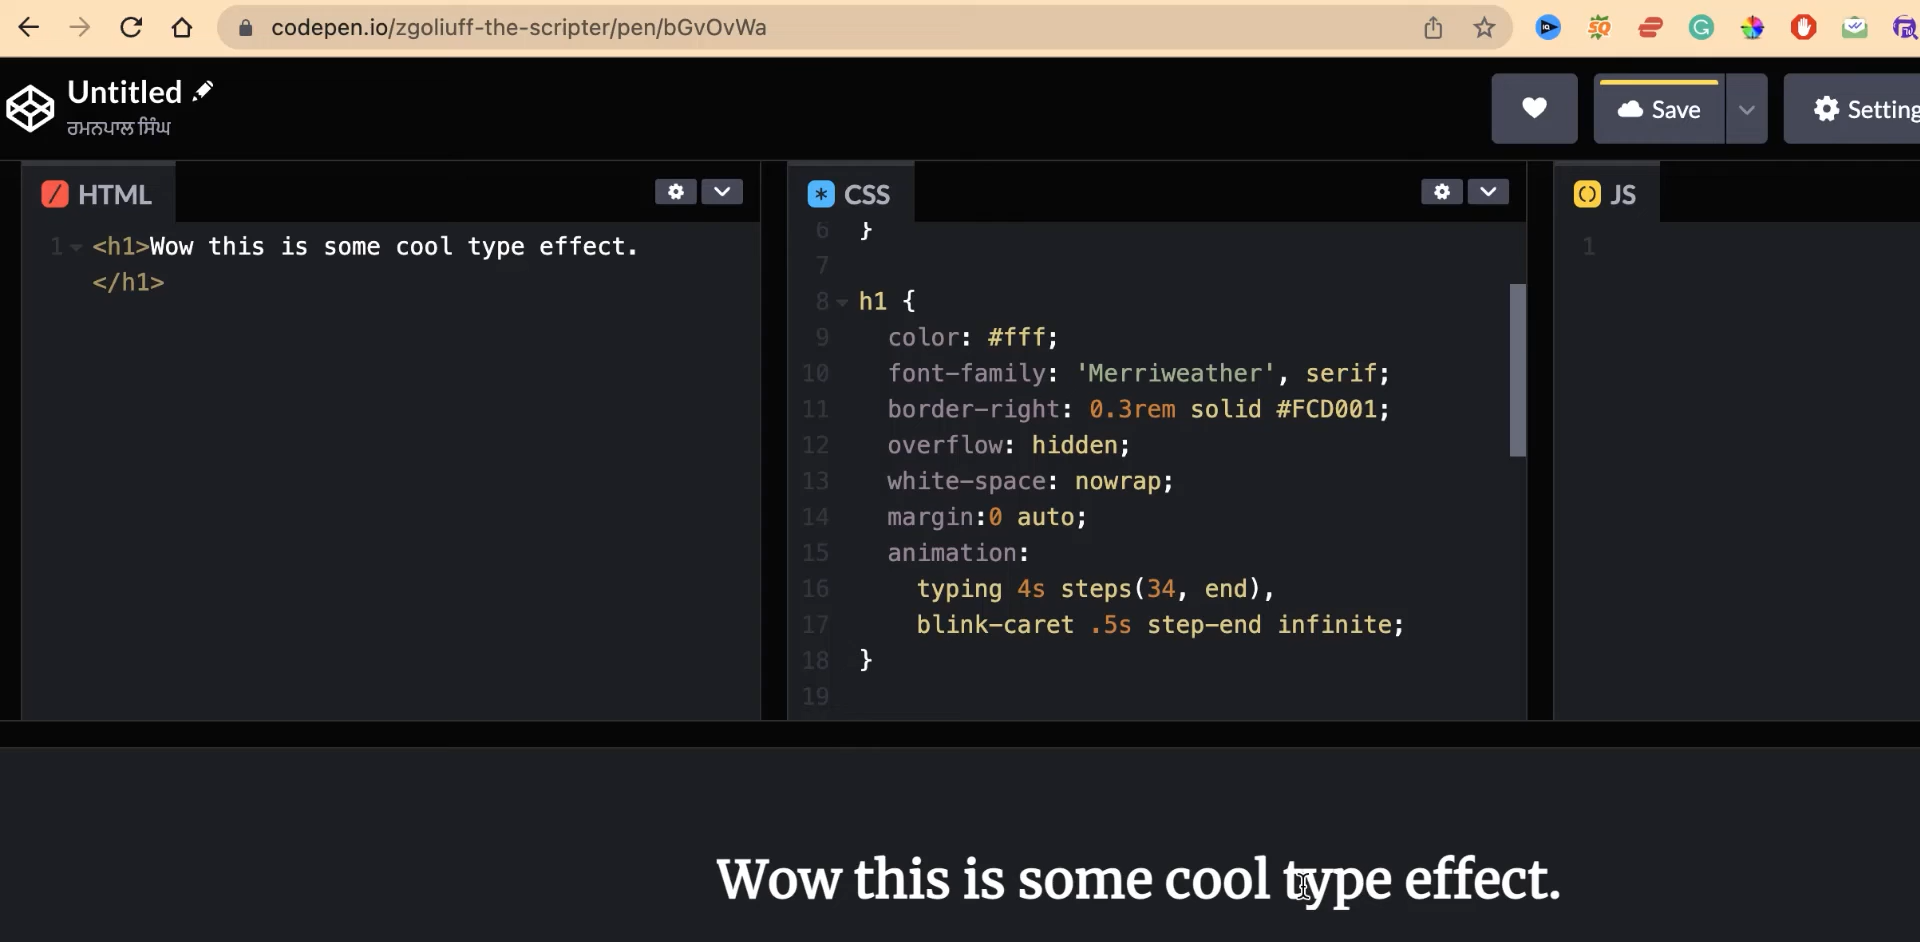 codepen.io/zgoliuff-the-scripter/pen/bGvOvWa
Untitled
ਰਮਨਪਾਲ ਸਿੰਘ
Save
Setting
HTML
1 <h1>Wow this is some cool type effect.
</h1>
CSS
6 }
7
8 h1 {
9 color: #fff;
10 font-family: 'Merriweather', serif;
11 border-right: 0.3rem solid #FCD001;
12 overflow: hidden;
13 white-space: nowrap;
14 margin:0 auto;
15 animation:
16 typing 4s steps(34, end),
17 blink-caret .5s step-end infinite;
18 }
19
JS
1
Wow this is some cool type effect.